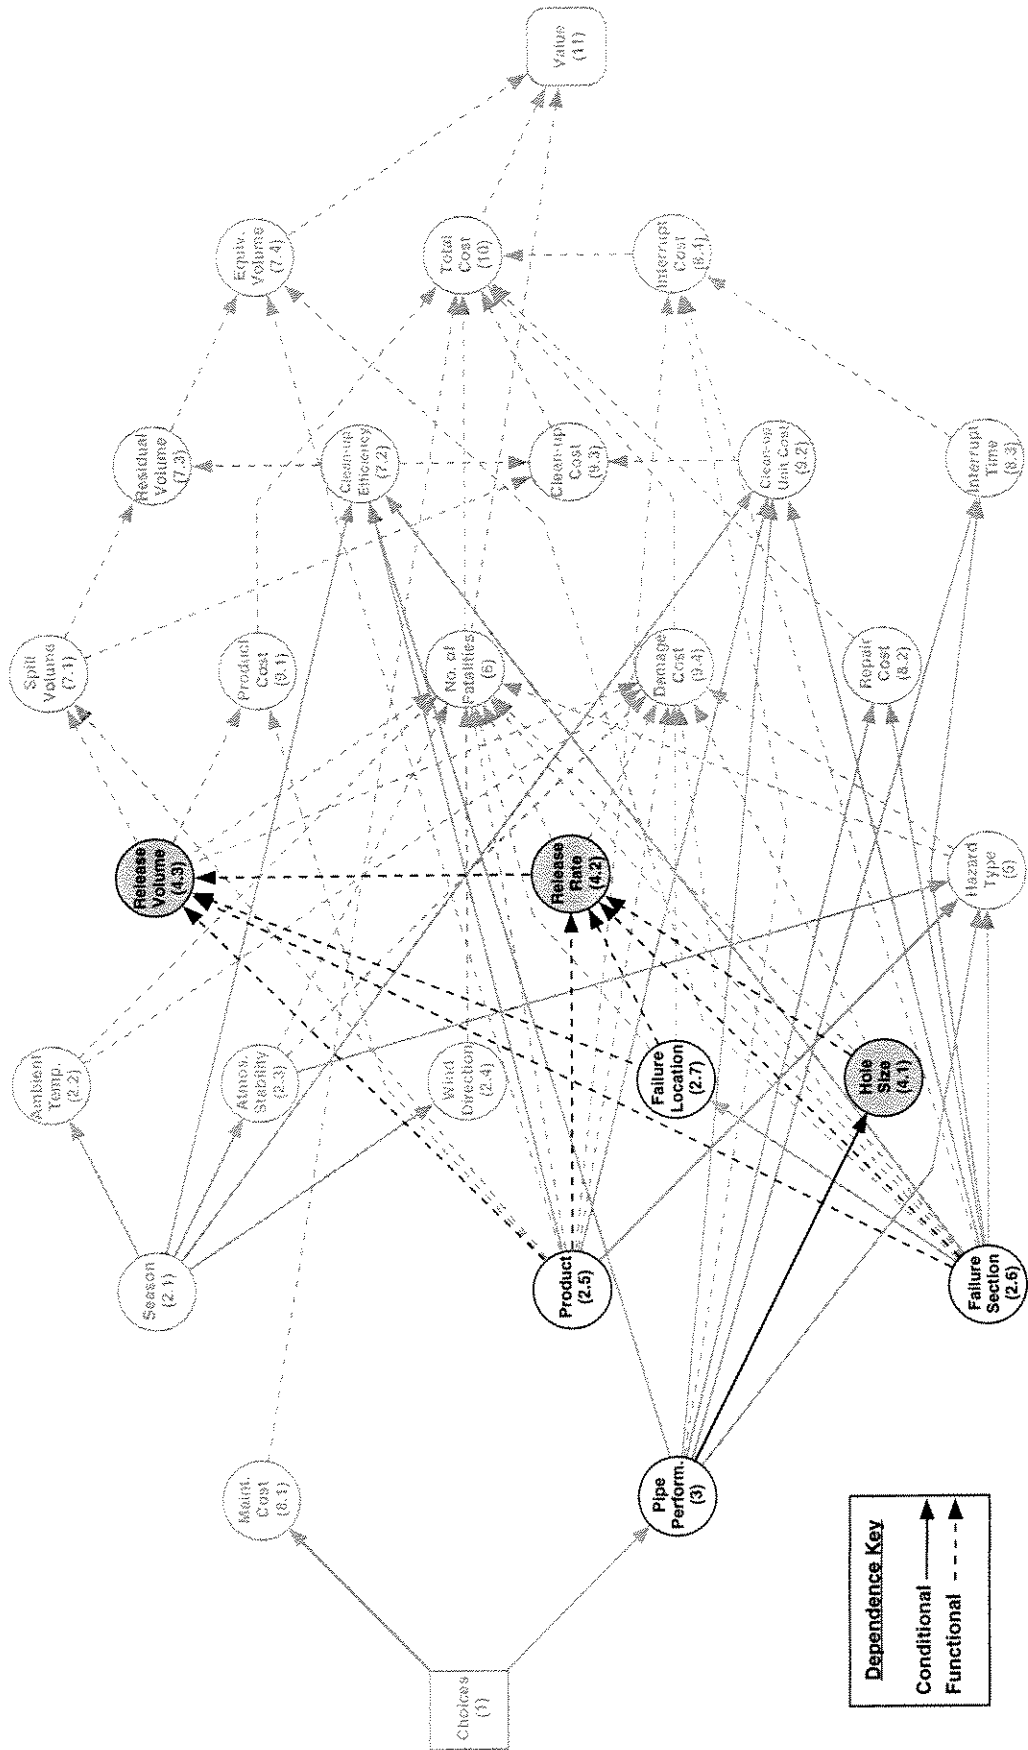 Choices
(1)
Maint.
Cost
(8.1)
Pipe
Perform.
(3)
Season
(2.1)
Product
(2.5)
Failure
Section
(2.6)
Ambient
Temp.
(2.2)
Atmos.
Stability
(2.3)
Wind
Direction
(2.4)
Failure
Location
(2.7)
Hole
Size
(4.1)
Release
Volume
(4.3)
Release
Rate
(4.2)
Hazard
Type
(5)
Spill
Volume
(7.1)
Product
Cost
(9.1)
No. of
Fatalities
(6)
Damage
Cost
(9.4)
Repair
Cost
(8.2)
Residual
Volume
(7.3)
Clean-up
Efficiency
(7.2)
Clean-up
Cost
(9.3)
Clean-up
Unit Cost
(9.2)
Interrupt
Time
(8.3)
Equiv.
Volume
(7.4)
Total
Cost
(10)
Interrupt
Cost
Value
(11)
Dependence Key
Conditional
Functional